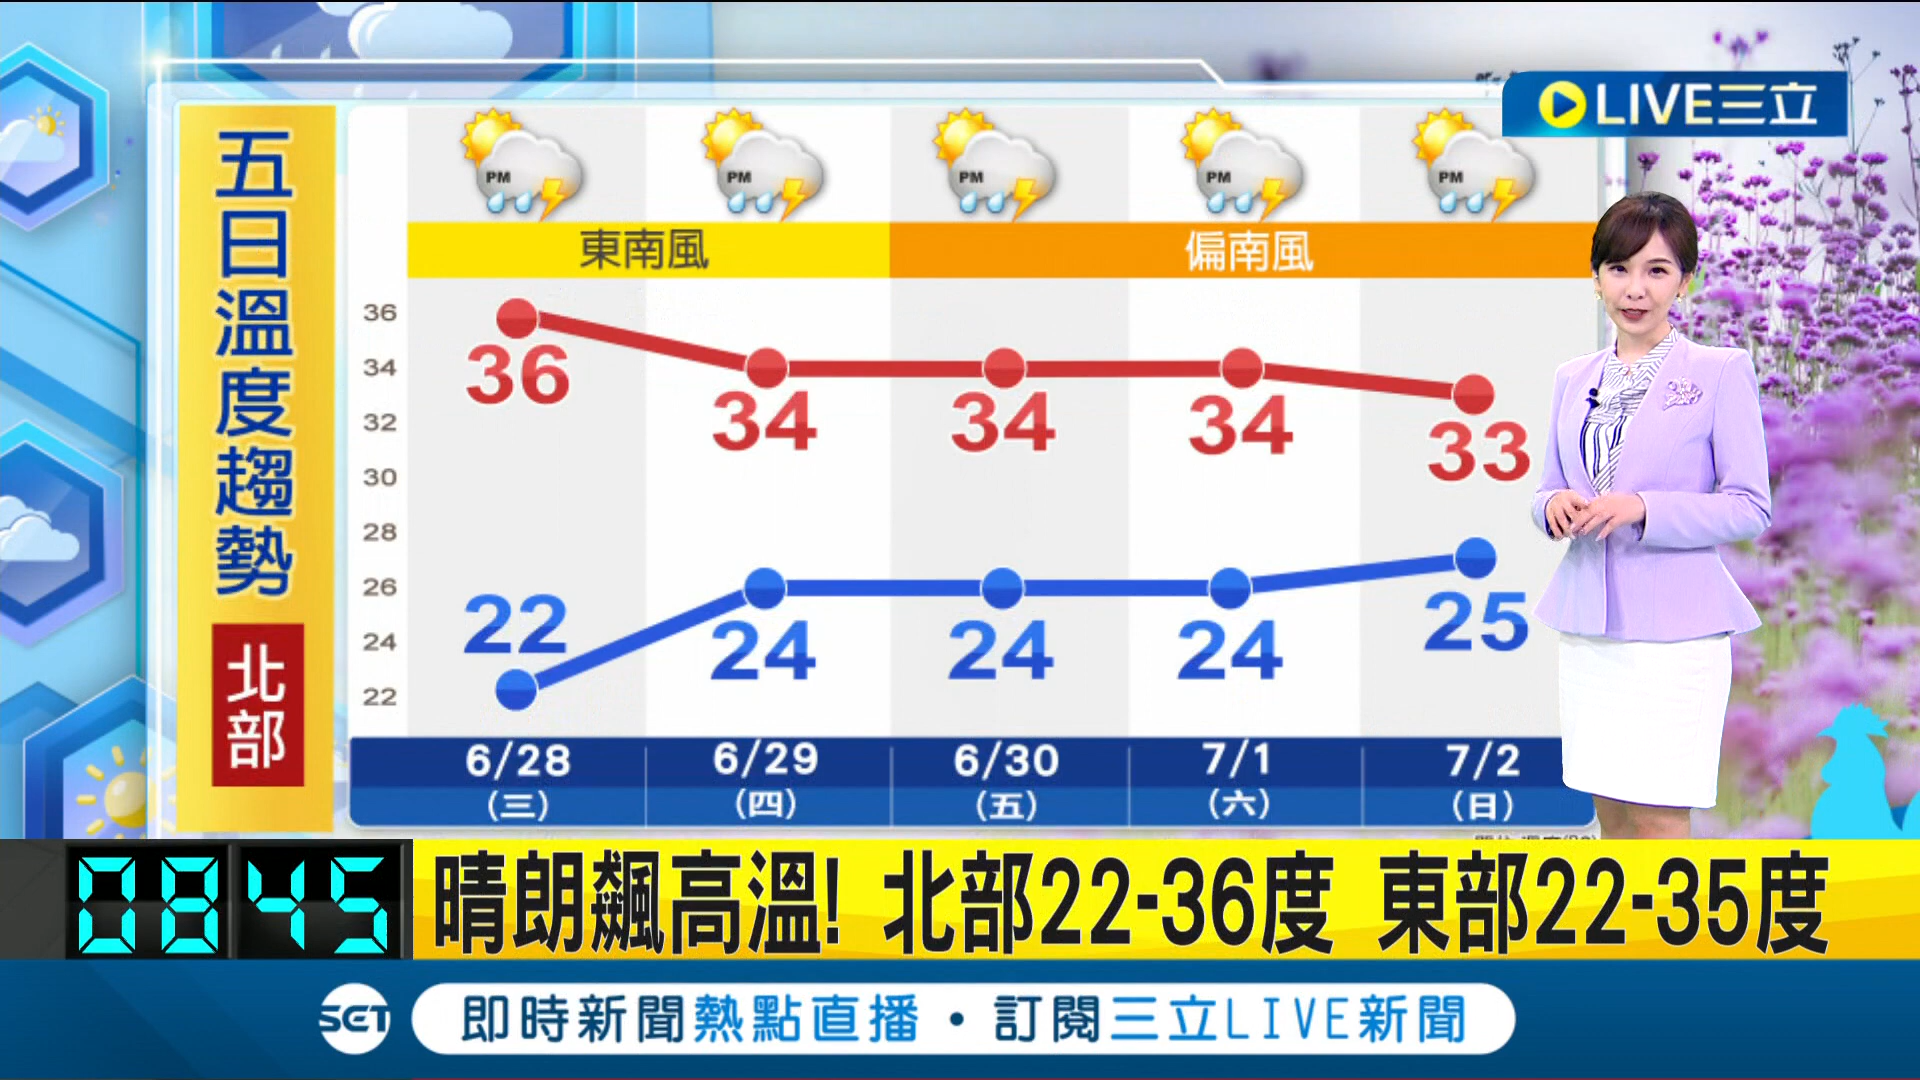 LIVE三立
五日溫度趨勢
北部
PM PM PM PM PM
東南風 偏南風
36
34
32
30
28
26
24
22
36 34 34 34 33
22 24 24 24 25
6/28 6/29 6/30 7/1 7/2
(三) (四) (五) (六) (日)
0845
晴朗飆高溫! 北部22-36度 東部22-35度
SET 即時新聞熱點直播・訂閱三立LIVE新聞